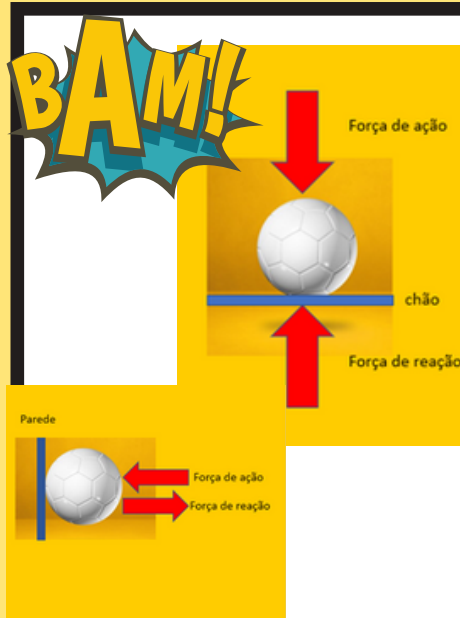 BAM!!
Força de ação
chão
Força de reação
Parede
Força de ação
Força de reação